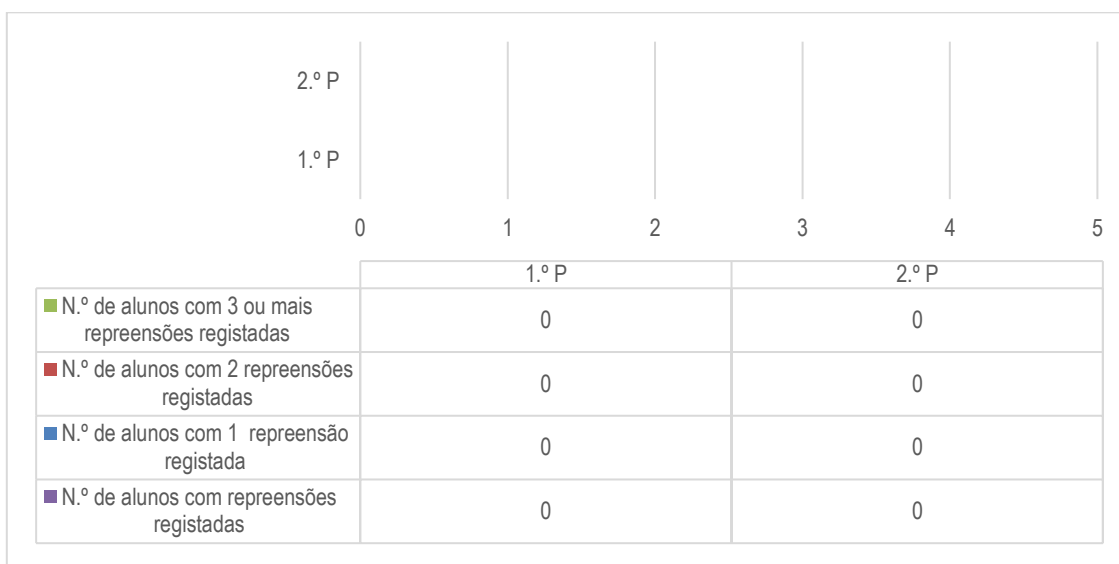 2.º P
1.º P
0 1 2 3 4 5
1.º P 2.º P
N.º de alunos com 3 ou mais
repreensões registadas 0 0
N.º de alunos com 2 repreensões
registadas 0 0
N.º de alunos com 1 repreensão
registada 0 0
N.º de alunos com repreensões
registadas 0 0